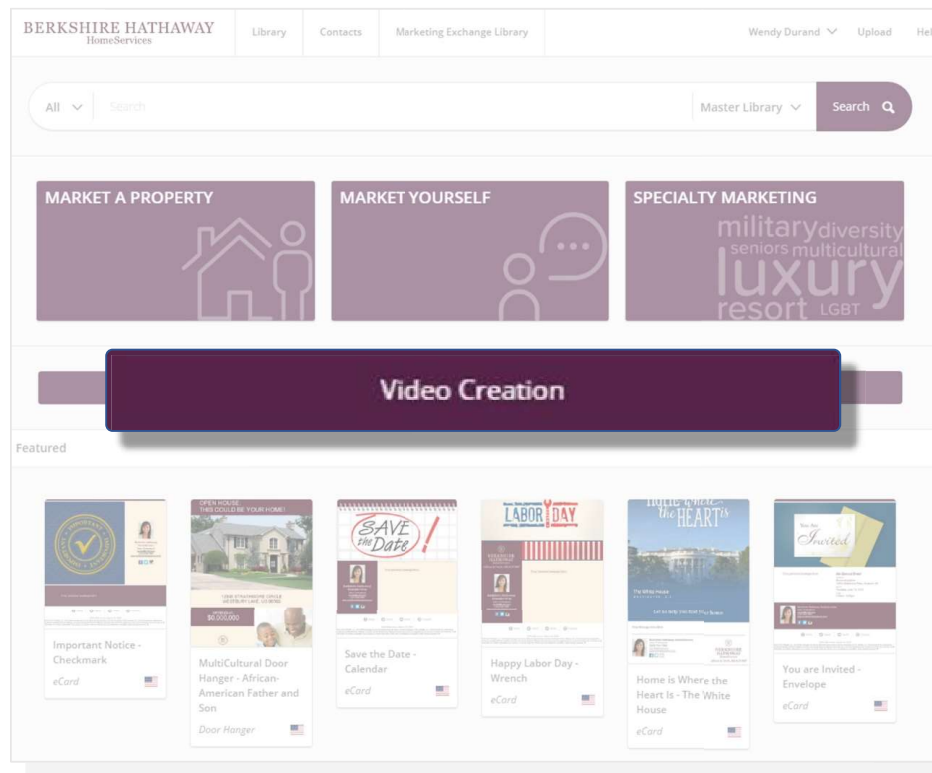 BERKSHIRE HATHAWAY
HomeServices
Library
Contacts
Marketing Exchange Library
Wendy Durand
Upload
Hel
All
Search
Master Library
Search
MARKET A PROPERTY
MARKET YOURSELF
SPECIALTY MARKETING
military diversity
seniors multicultural
luxury
resort LGBT
Video Creation
Featured
Important Notice -
Checkmark
eCard
OPEN HOUSE
THIS COULD BE YOUR HOME!
$0,000,000
MultiCultural Door
Hanger - African-
American Father and
Son
Door Hanger
SAVE
the Date
Save the Date -
Calendar
eCard
LABOR DAY
Happy Labor Day -
Wrench
eCard
HOME where
the HEART is
The White House
Home is Where the
Heart Is - The White
House
eCard
You Are
Invited
You are Invited -
Envelope
eCard